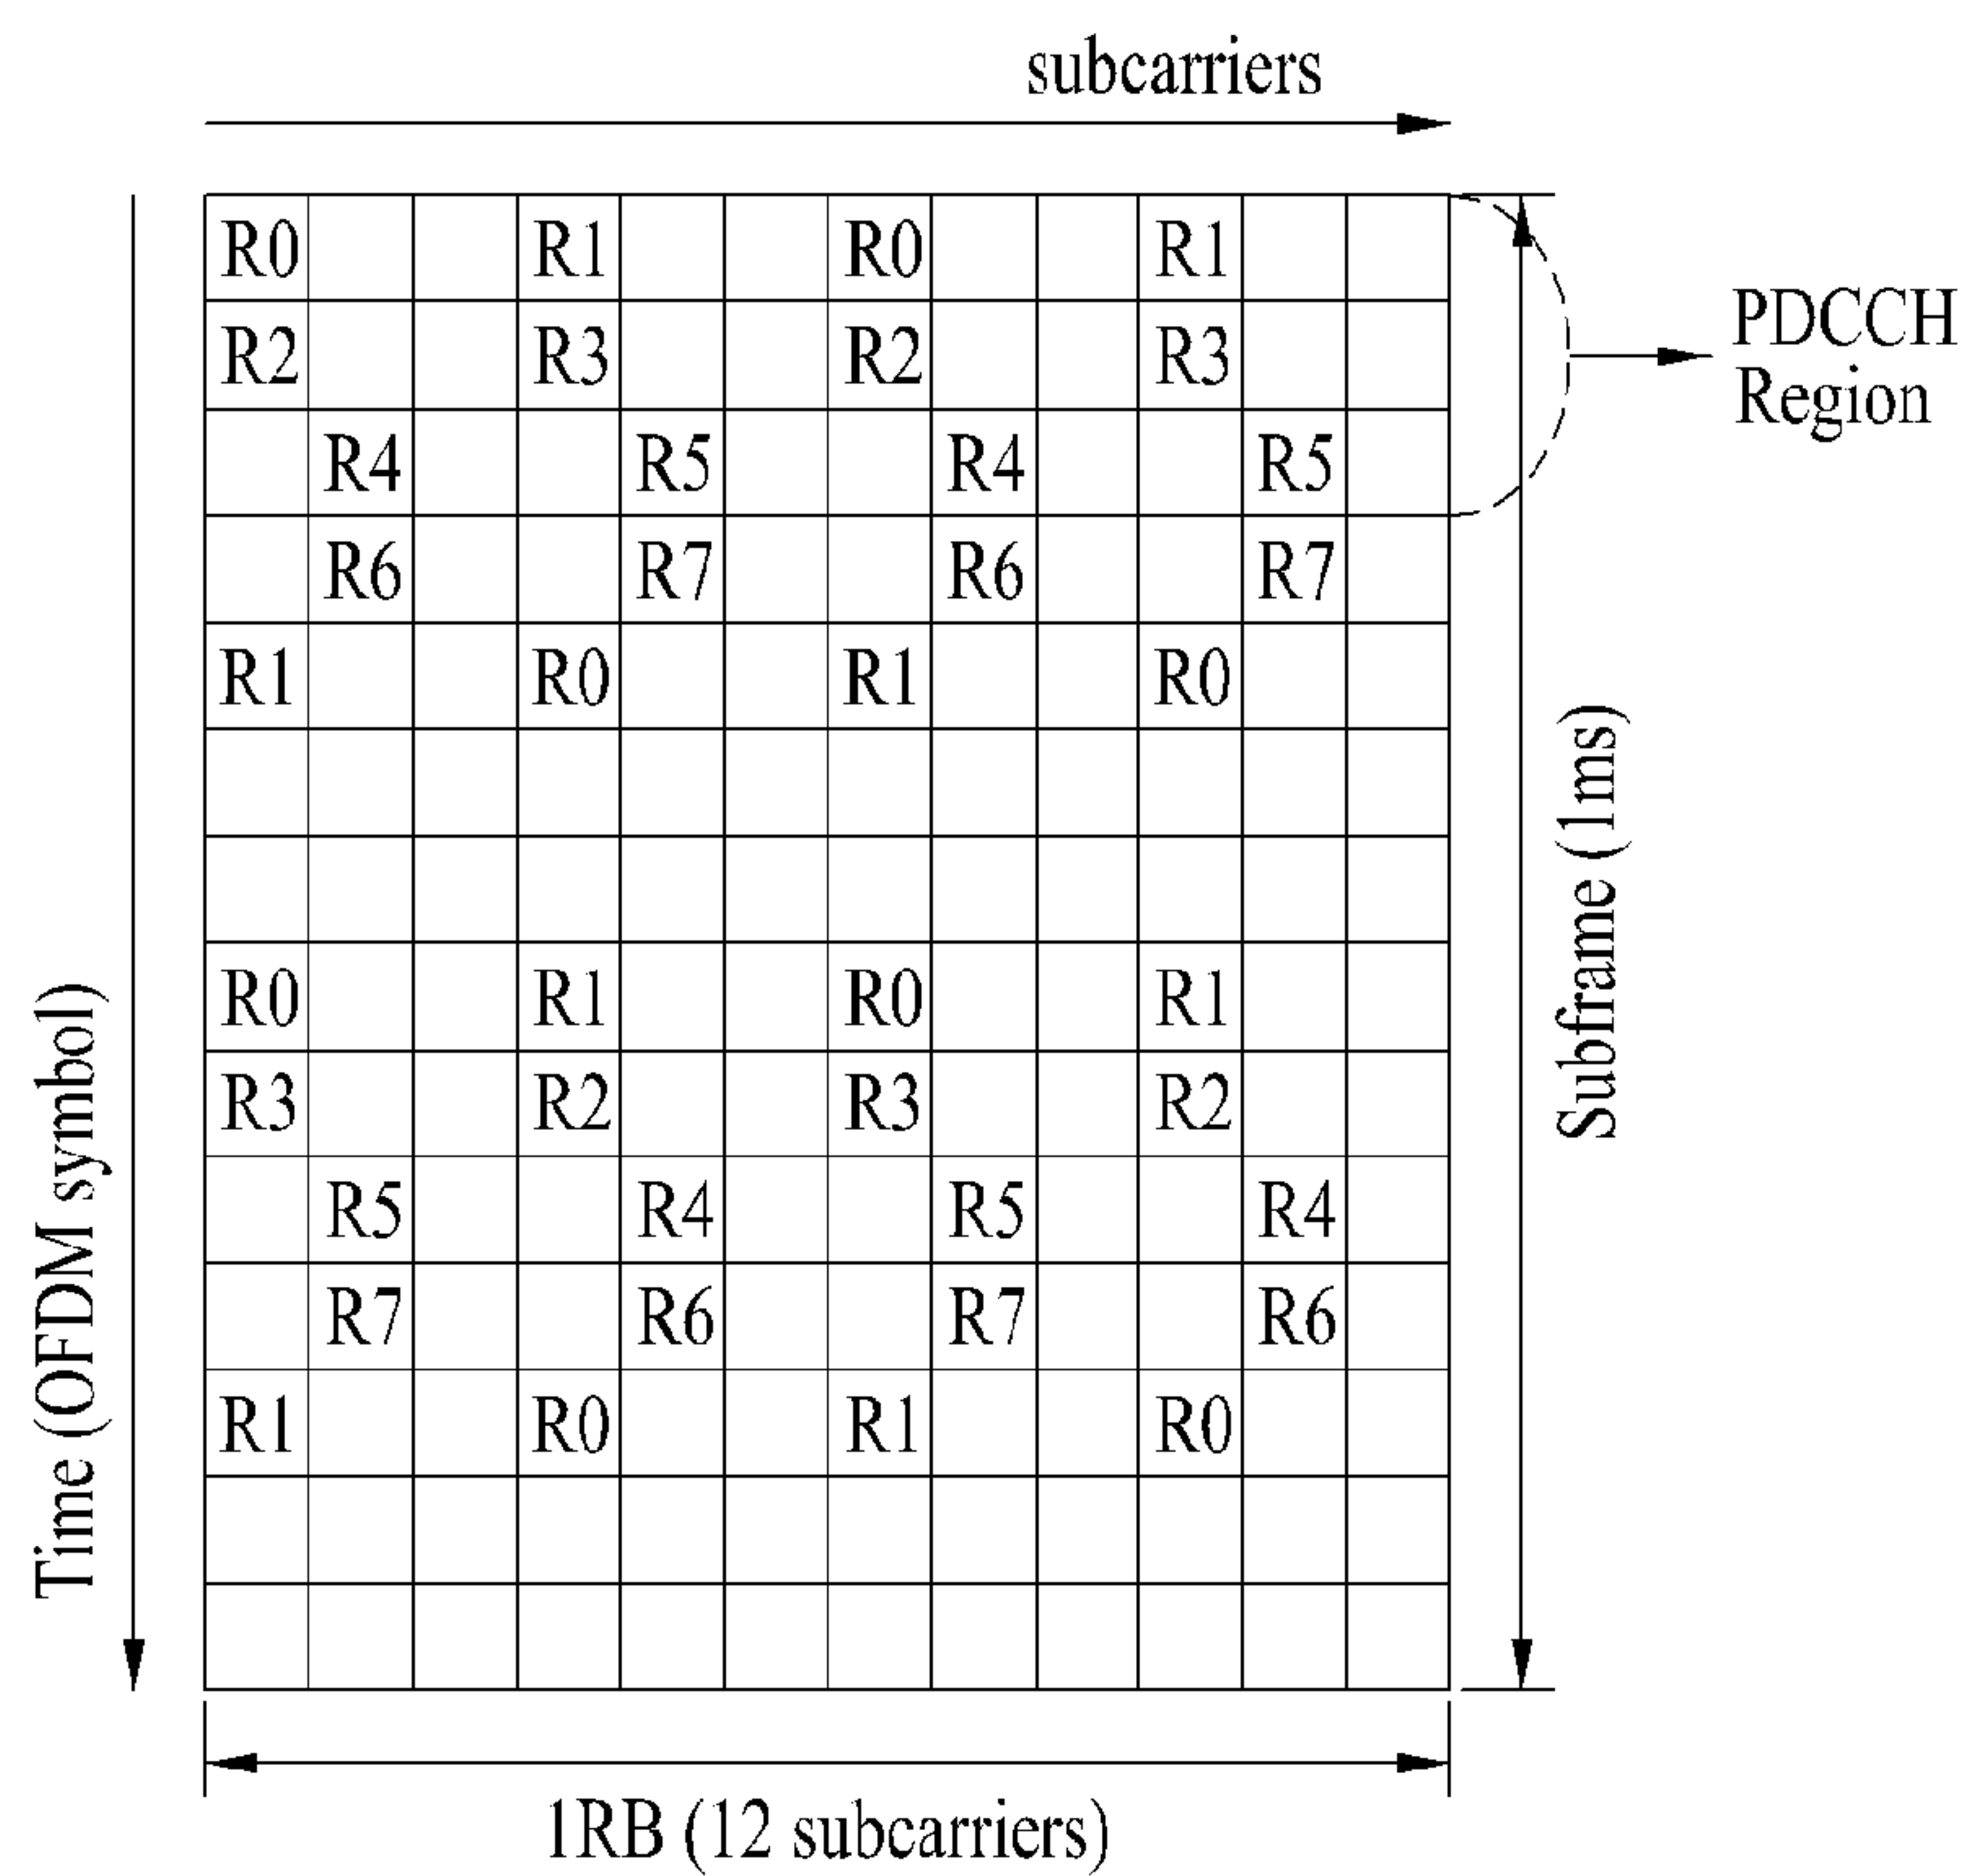 subcarriers
R0 R1 R0 R1
R2 R3 R2 R3
PDCCH
Region
R4 R5 R4 R5
R6 R7 R6 R7
R1 R0 R1 R0
Subframe (1ms)
R0 R1 R0 R1
R3 R2 R3 R2
R5 R4 R5 R4
R7 R6 R7 R6
R1 R0 R1 R0
Time (OFDM symbol)
1RB (12 subcarriers)